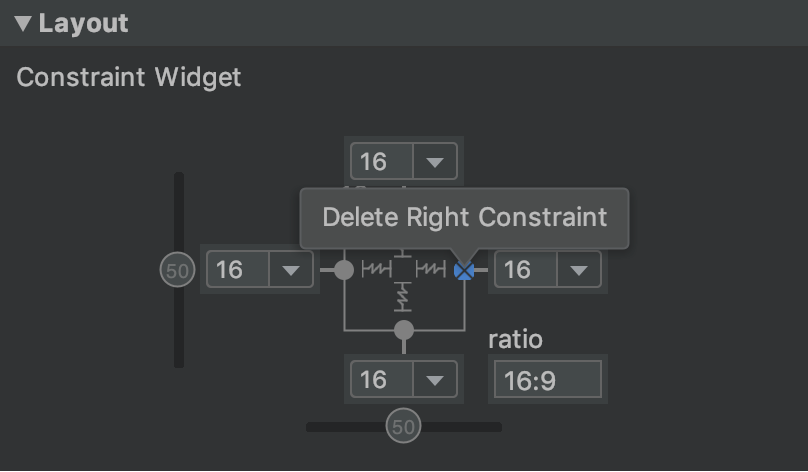 Layout
Constraint Widget
16
Delete Right Constraint
50
16
16
ratio
16
16:9
50